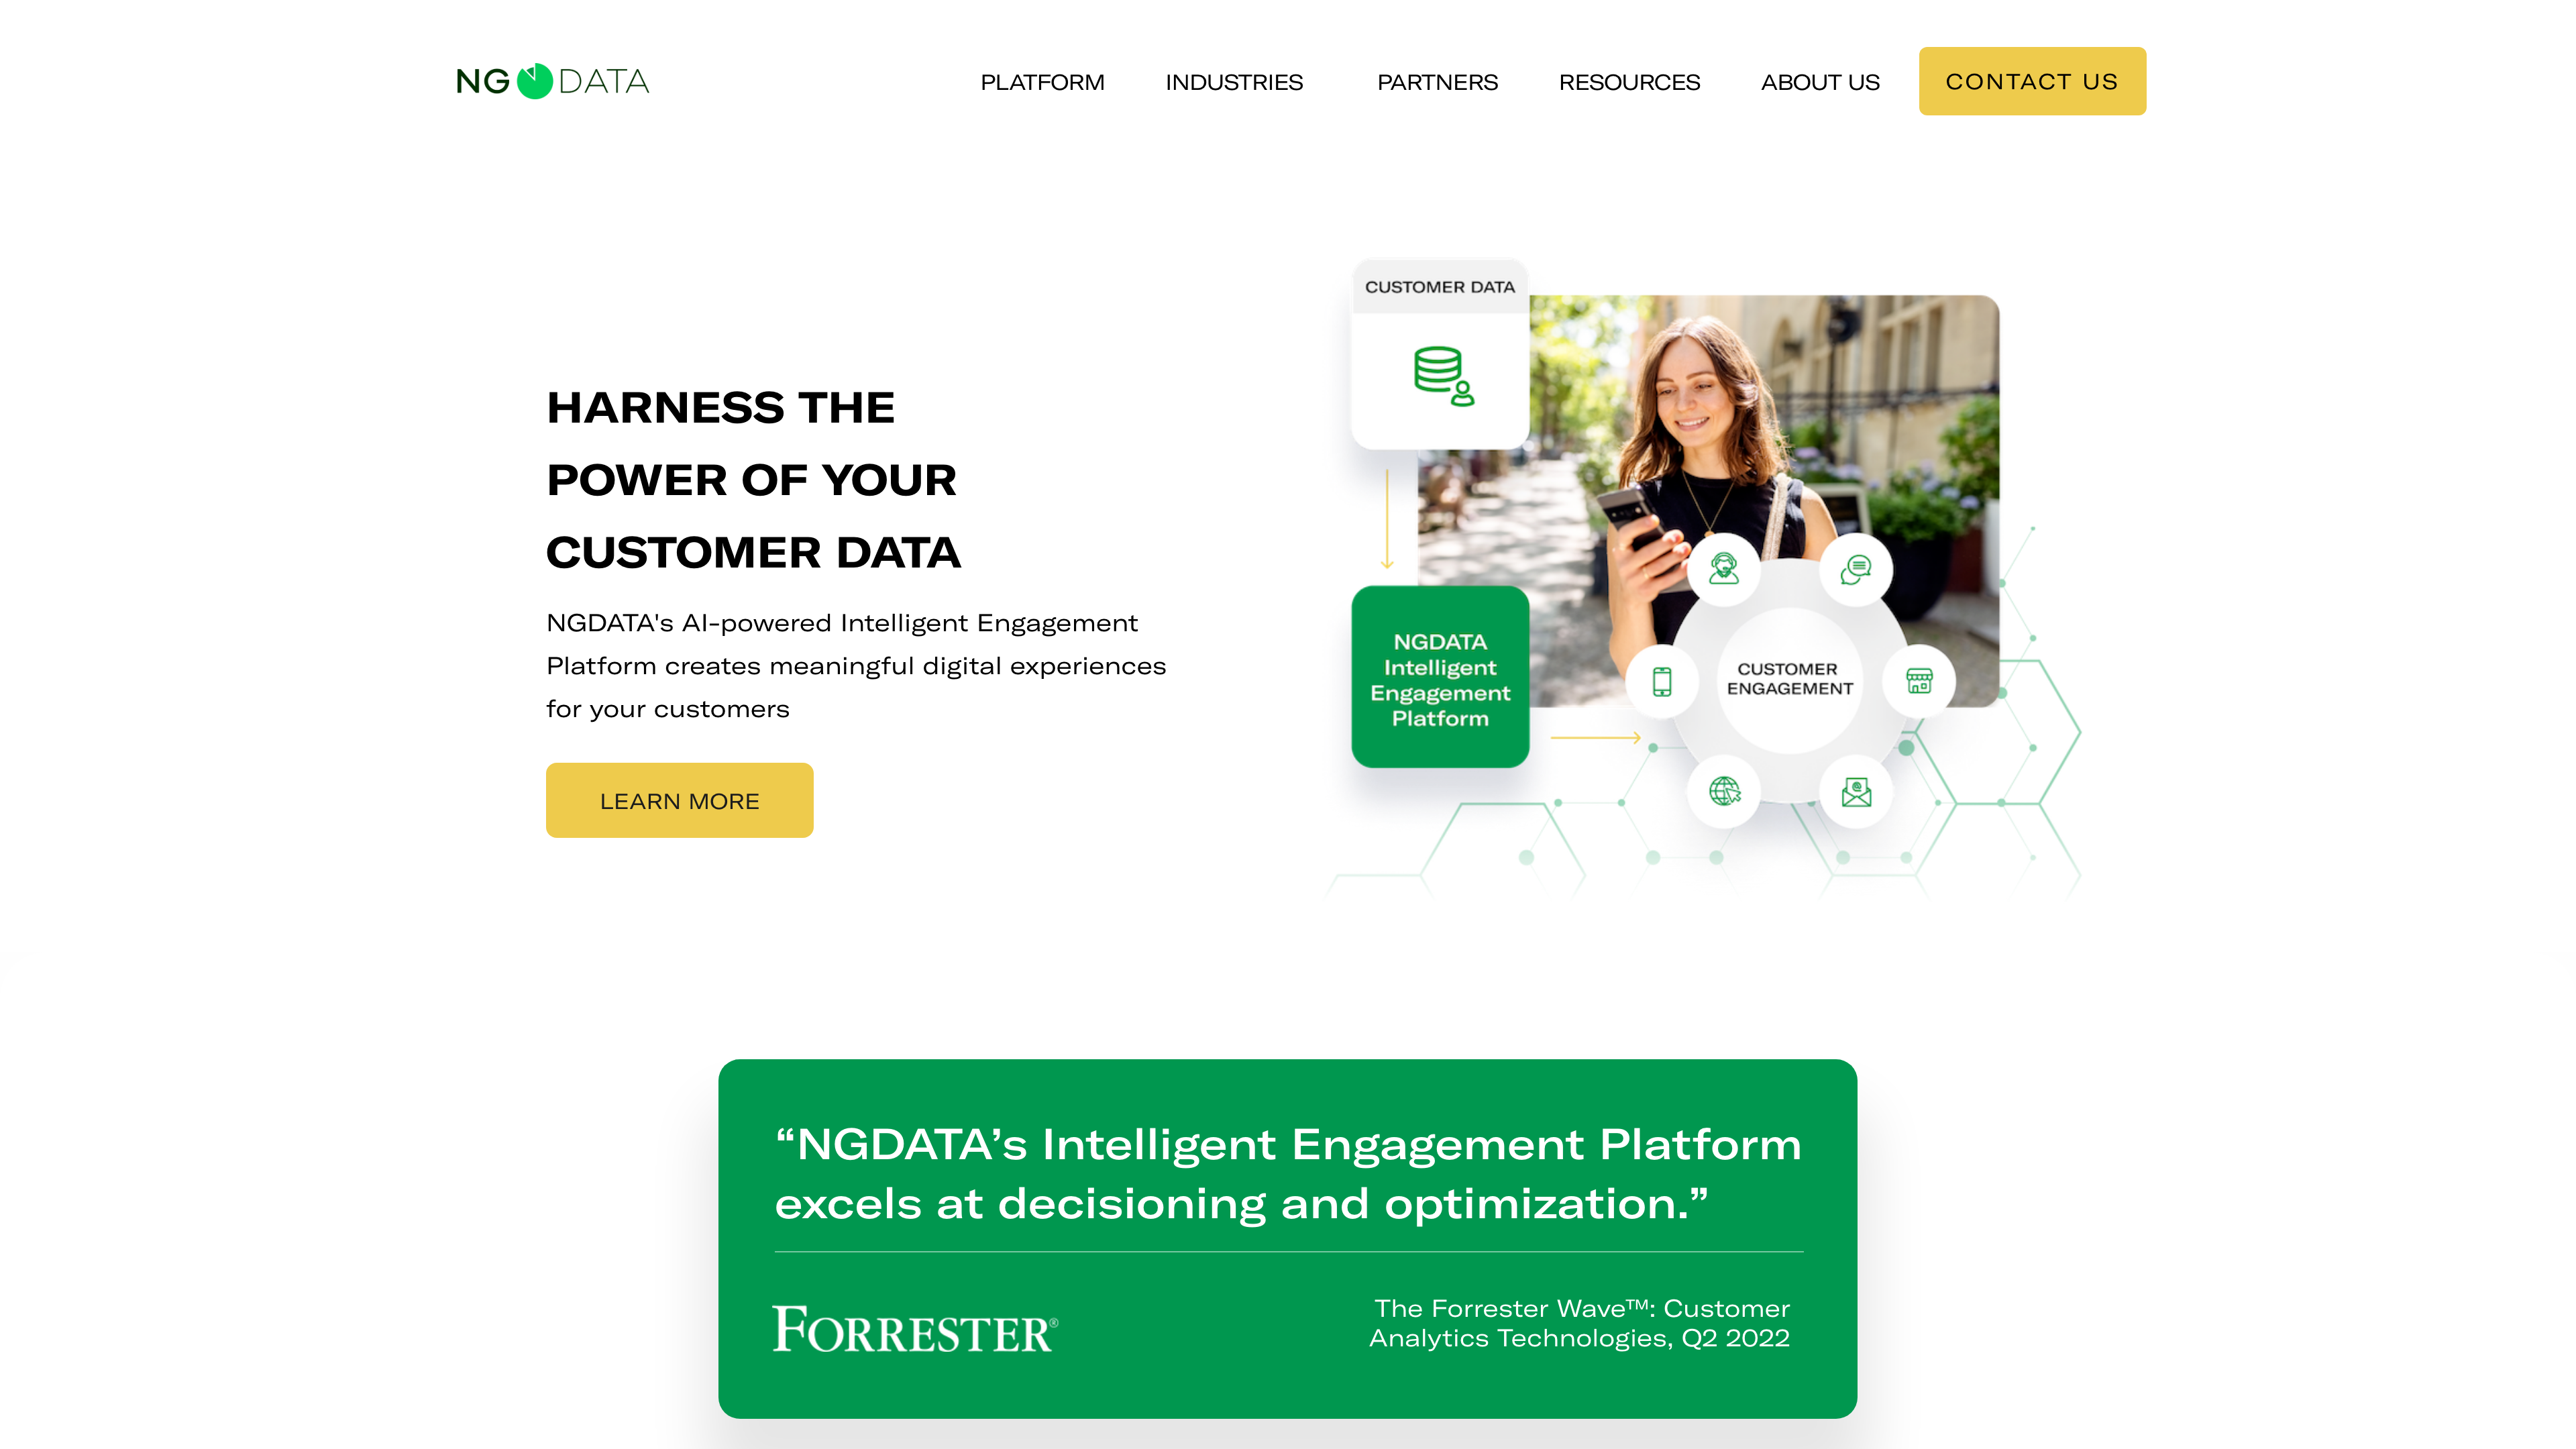 NG DATA
PLATFORM
INDUSTRIES
PARTNERS
RESOURCES
ABOUT US
CONTACT US
HARNESS THE
POWER OF YOUR
CUSTOMER DATA
NGDATA's AI-powered Intelligent Engagement
Platform creates meaningful digital experiences
for your customers
LEARN MORE
CUSTOMER DATA
NGDATA
Intelligent
Engagement
Platform
CUSTOMER
ENGAGEMENT
“NGDATA’s Intelligent Engagement Platform
excels at decisioning and optimization.”
FORRESTER®
The Forrester Wave™: Customer
Analytics Technologies, Q2 2022